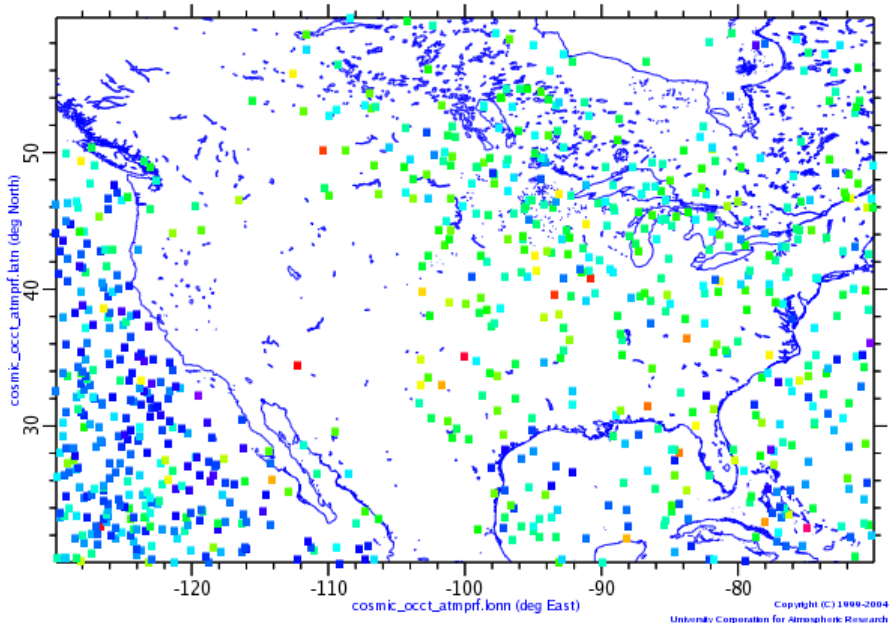 50
40
30
cosmic_occt_atmprf.latn (deg North)
-120
-110
-100
-90
-80
cosmic_occt_atmprf.lonn (deg East)
Copyright (C) 1999-2004
University Corporation for Atmospheric Research